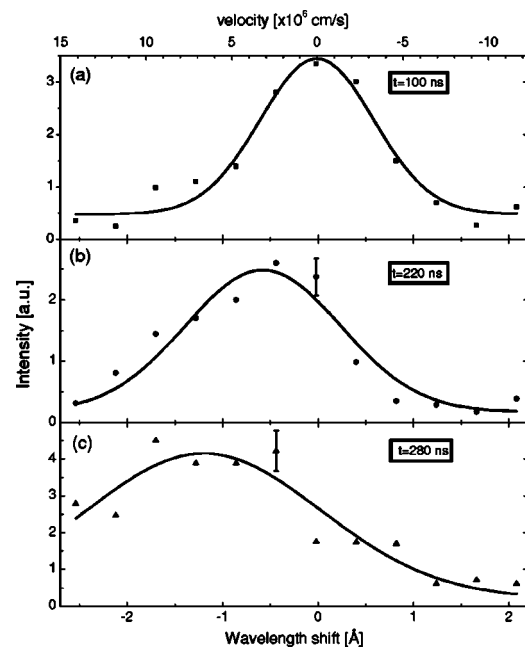 velocity [x10⁶ cm/s]
14 10 5 0 -5 -10
(a)
t=100 ns
3
2
1
0
(b)
t=220 ns
2
1
0
Intensity [a.u.]
(c)
t=280 ns
4
3
2
1
0
-2 -1 0 1 2
Wavelength shift [Å]